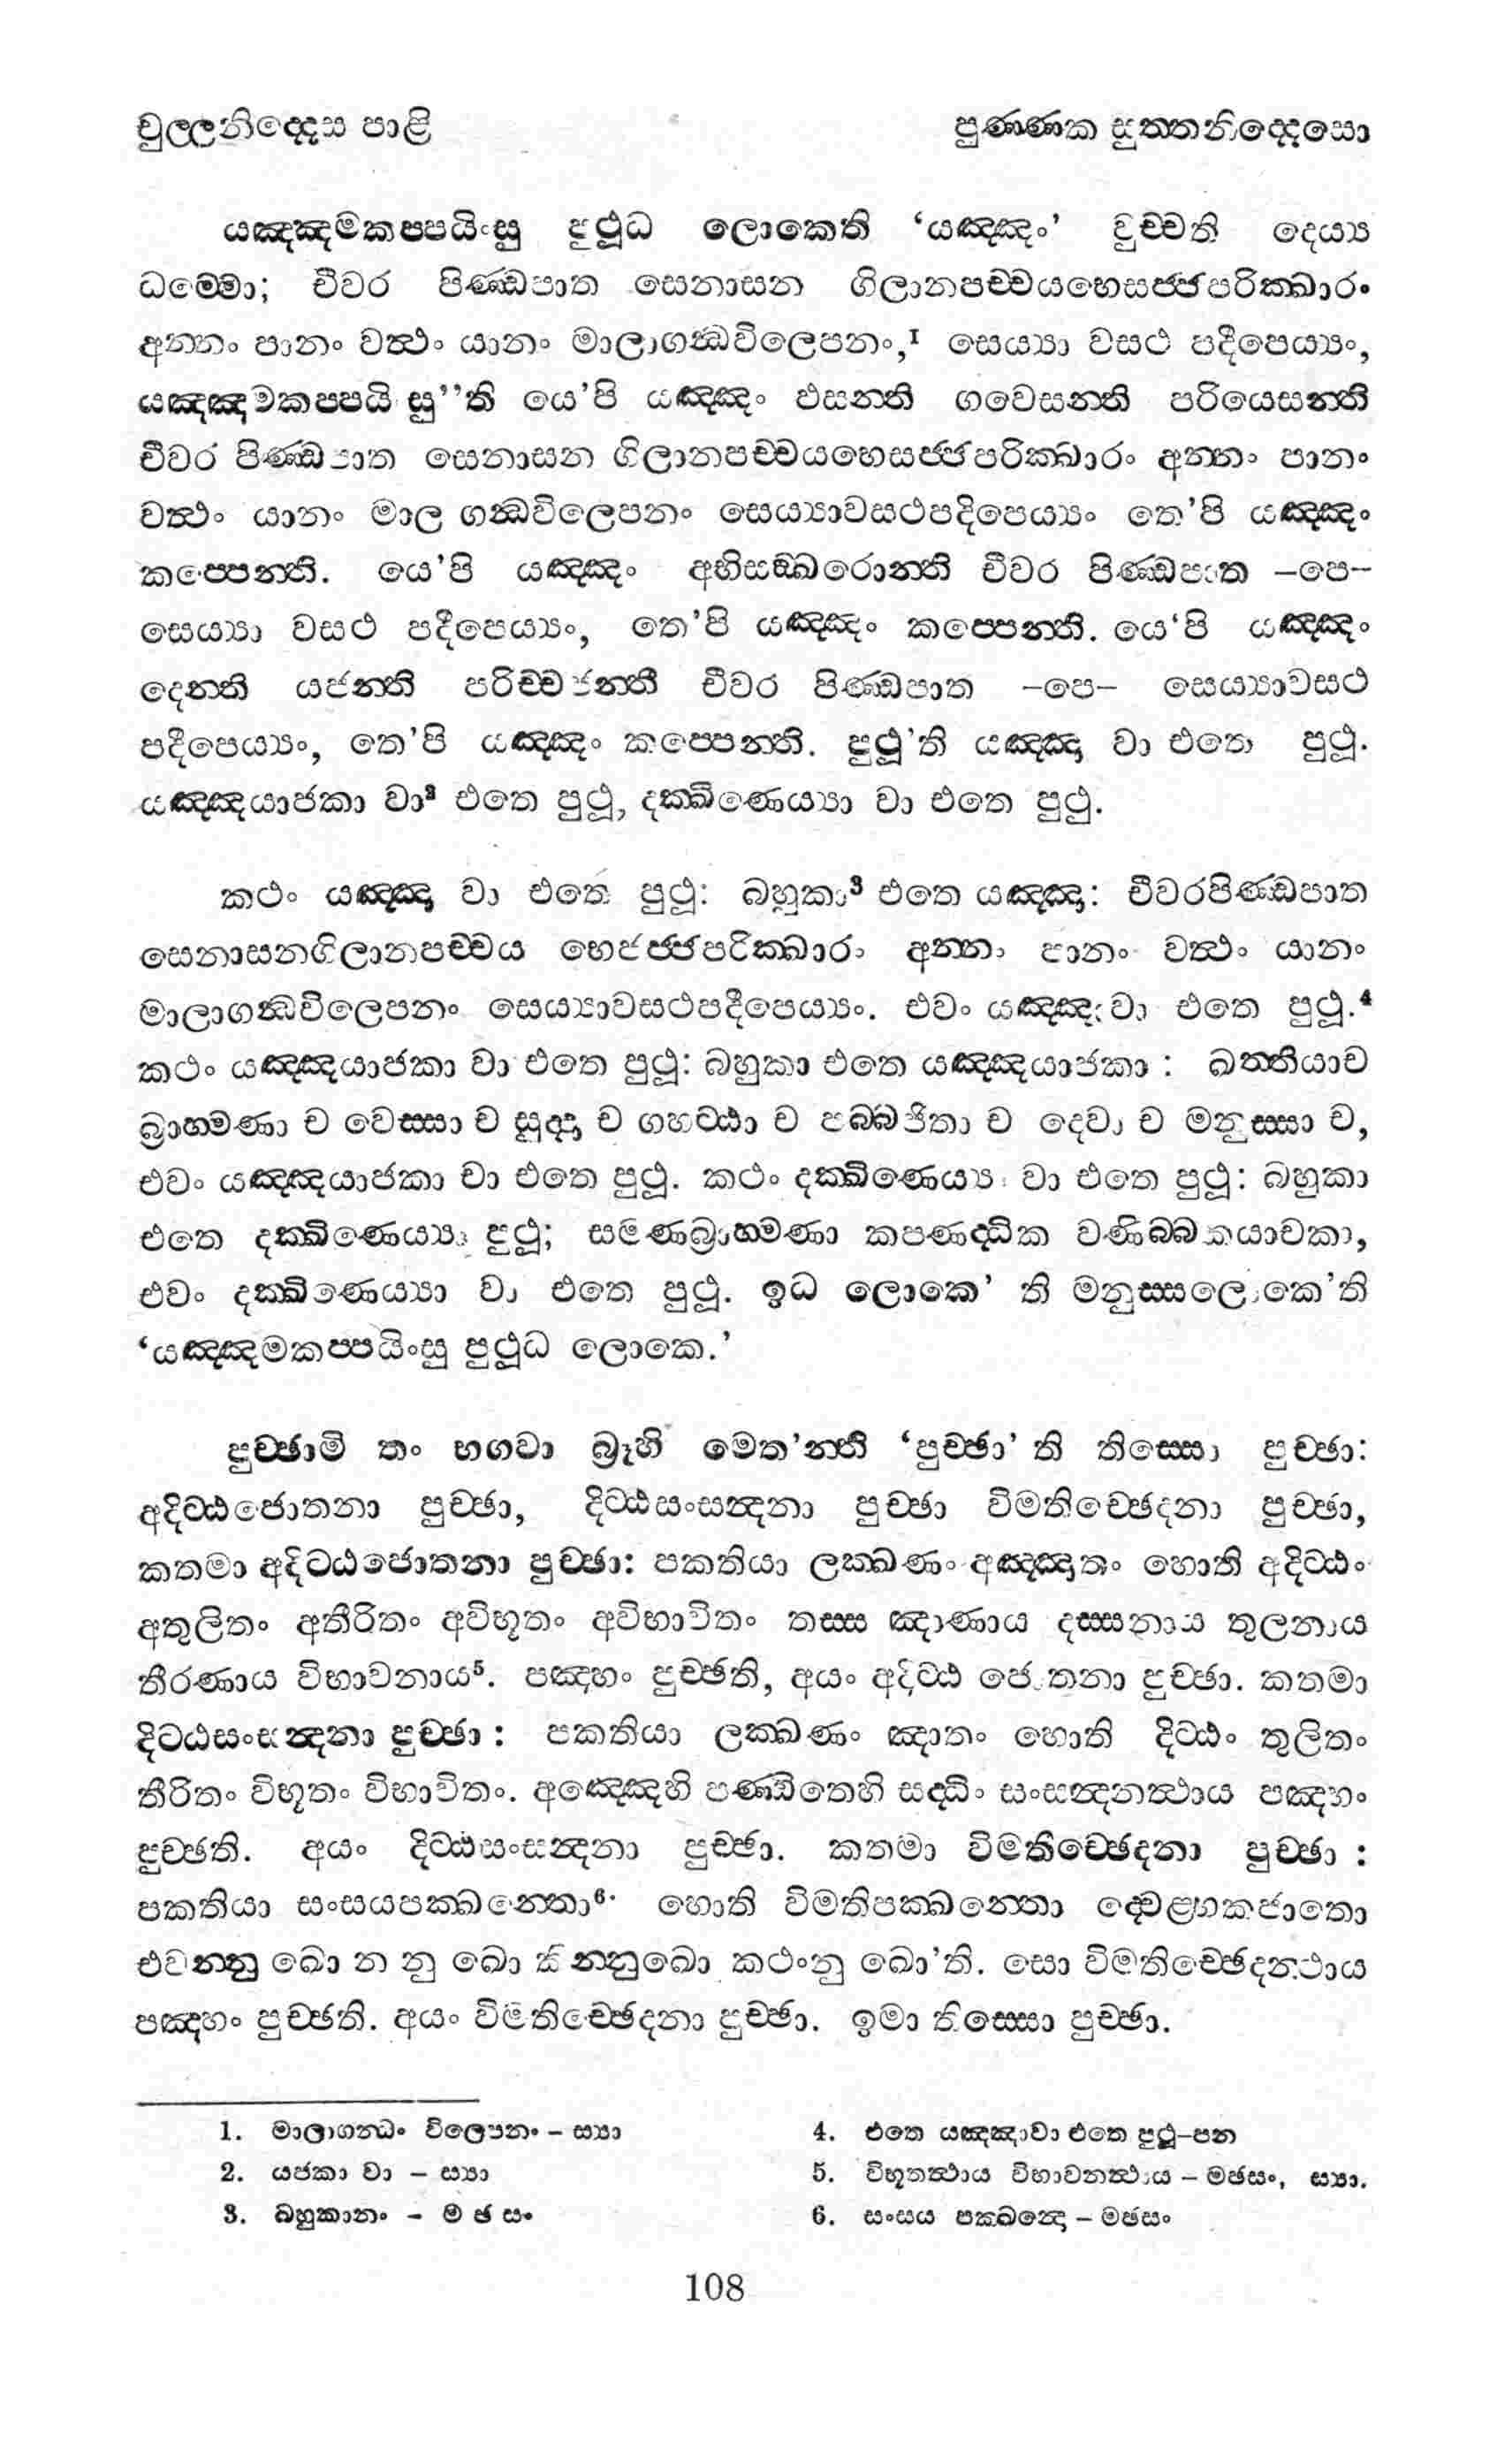 චුල්ලනිද්දෙස පාළි
පුණ්ණක සුත්තනිද්දෙසො
යඤ්ඤමකප්පයිංසු පුථූධ ලොකෙති ‘යඤ්ඤං’ වුච්චති දෙය්‍ය
ධම්මො; චීවර පිණ්ඩපාත සෙනාසන ගිලානපච්චයභෙසජ්ජපරික්ඛාරං
අන්නං පානං වත්ථං යානං මාලාගන්ධවිලෙපනං,¹ සෙය්‍යා වසථ පදීපෙය්‍යං,
යඤ්ඤමකප්පයි සු’’ති යෙ’පි යඤ්ඤං එසන්ති ගවෙසන්ති පරියෙසන්ති
චීවර පිණ්ඩපාත සෙනාසන ගිලානපච්චයභෙසජ්ජපරික්ඛාරං අන්නං පානං
වත්ථං යානං මාල ගන්ධවිලෙපනං සෙය්‍යාවසථපදිපෙය්‍යං තෙ’පි යඤ්ඤං
කප්පෙන්ති. යෙ’පි යඤ්ඤං අභිසඞ්ඛරොන්ති චීවර පිණ්ඩපාත –පෙ–
සෙය්‍යා වසථ පදීපෙය්‍යං, තෙ’පි යඤ්ඤං කප්පෙන්ති. යෙ‘පි යඤ්ඤං
දෙන්ති යජන්ති පරිච්චජන්තී චීවර පිණ්ඩපාත –පෙ– සෙය්‍යාවසථ
පදීපෙය්‍යං, තෙ’පි යඤ්ඤං කප්පෙන්ති. පුථූ’ති යඤ්ඤා වා එතෙ පුථූ.
යඤ්ඤයාජකා වා² එතෙ පුථූ, දක්ඛිණෙය්‍යා වා එතෙ පුථු.
කථං යඤ්ඤා වා එතෙ පුථූ: බහුකා³ එතෙ යඤ්ඤා: චීවරපිණ්ඩපාත
සෙනාසනගිලානපච්චය භෙජජ්ජපරික්ඛාරං අන්නං පානං වත්ථං යානං
මාලාගන්ධවිලෙපනං සෙය්‍යාවසථපදීපෙය්‍යං. එවං යඤ්ඤා වා එතෙ පුථූ.⁴
කථං යඤ්ඤයාජකා වා එතෙ පුථූ: බහුකා එතෙ යඤ්ඤයාජකා : ඛත්තියාච
බ්‍රාහ්මණා ච වෙස්සා ච සුද්දා ච ගහට්ඨා ච පබ්බජිතා ච දෙවා ච මනුස්සා ච,
එවං යඤ්ඤයාජකා වා එතෙ පුථූ. කථං දක්ඛිණෙය්‍යා වා එතෙ පුථූ: බහුකා
එතෙ දක්ඛිණෙය්‍යා පුථූ; සමණබ්‍රාහ්මණා කපණද්ධික වණිබ්බකයාචකා,
එවං දක්ඛිණෙය්‍යා වා එතෙ පුථූ. ඉධ ලොකෙ’ ති මනුස්සලොකෙ’ති
‘යඤ්ඤමකප්පයිංසු පුථූධ ලොකෙ.’
පුච්ඡාමි තං භගවා බ්‍රූහි මෙත’න්ති ‘පුච්ඡා’ ති තිස්සො පුච්ඡා:
අදිට්ඨජොතනා පුච්ඡා, දිට්ඨසංසන්දනා පුච්ඡා විමතිච්ඡෙදනා පුච්ඡා,
කතමා අදිට්ඨජොතනා පුච්ඡා: පකතියා ලක්ඛණං අඤ්ඤාතං හොති අදිට්ඨං
අතුලිතං අතීරිතං අවිභූතං අවිභාවිතං තස්ස ඤාණාය දස්සනාය තුලනාය
තීරණාය විභාවනාය⁵. පඤ්හං පුච්ඡති, අයං අදිට්ඨ ජොතනා පුච්ඡා. කතමා
දිට්ඨසංසන්දනා පුච්ඡා : පකතියා ලක්ඛණං ඤාතං හොති දිට්ඨං තුලිතං
තීරිතං විභූතං විභාවිතං. අඤ්ඤෙහි පණ්ඩිතෙහි සද්ධිං සංසන්දනත්ථාය පඤ්හං
පුච්ඡති. අයං දිට්ඨසංසන්දනා පුච්ඡා. කතමා විමතිච්ඡෙදනා පුච්ඡා :
පකතියා සංසයපක්ඛන්තො⁶· හොති විමතිපක්ඛන්තො ද්වෙළ්හකජාතො
එවන්නු ඛො න නු ඛො කින්නුඛො කථංනු ඛො’ති. සො විමතිච්ඡෙදනථාය
පඤ්හං පුච්ඡති. අයං විමතිච්ඡෙදනා පුච්ඡා. ඉමා තිස්සො පුච්ඡා.
1. මාලාගන්ධං විලෙපනං – ස්‍යා
2. යජකා වා – ස්‍යා
3. බහුකානං – ම ඡ සං
4. එතෙ යඤ්ඤාවා එතෙ පුථූ–පන
5. විභූතත්ථාය විභාවනත්ථාය – මඡසං, ස්‍යා.
6. සංසය පක්ඛන්දො – මඡසං
108